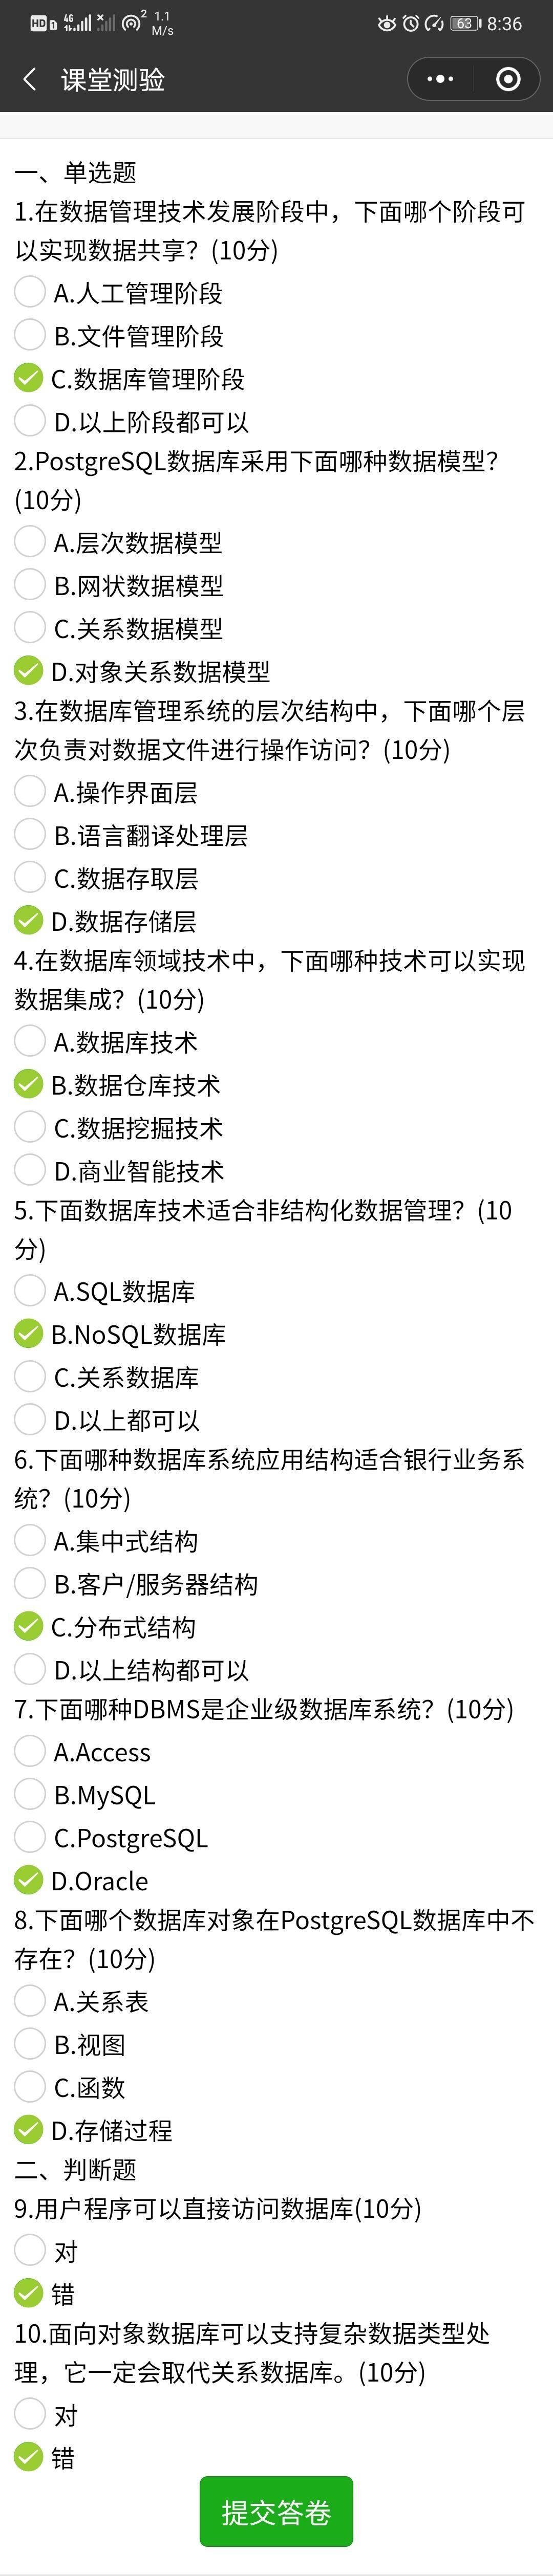 HD 4G 2 1.1 M/s 63 8:36
课堂测验
一、单选题
1.在数据管理技术发展阶段中，下面哪个阶段可
以实现数据共享？(10分)
A.人工管理阶段
B.文件管理阶段
C.数据库管理阶段
D.以上阶段都可以
2.PostgreSQL数据库采用下面哪种数据模型？
(10分)
A.层次数据模型
B.网状数据模型
C.关系数据模型
D.对象关系数据模型
3.在数据库管理系统的层次结构中，下面哪个层
次负责对数据文件进行操作访问？(10分)
A.操作界面层
B.语言翻译处理层
C.数据存取层
D.数据存储层
4.在数据库领域技术中，下面哪种技术可以实现
数据集成？(10分)
A.数据库技术
B.数据仓库技术
C.数据挖掘技术
D.商业智能技术
5.下面数据库技术适合非结构化数据管理？(10
分)
A.SQL数据库
B.NoSQL数据库
C.关系数据库
D.以上都可以
6.下面哪种数据库系统应用结构适合银行业务系
统？(10分)
A.集中式结构
B.客户/服务器结构
C.分布式结构
D.以上结构都可以
7.下面哪种DBMS是企业级数据库系统？(10分)
A.Access
B.MySQL
C.PostgreSQL
D.Oracle
8.下面哪个数据库对象在PostgreSQL数据库中不
存在？(10分)
A.关系表
B.视图
C.函数
D.存储过程
二、判断题
9.用户程序可以直接访问数据库(10分)
对
错
10.面向对象数据库可以支持复杂数据类型处
理，它一定会取代关系数据库。(10分)
对
错
提交答卷